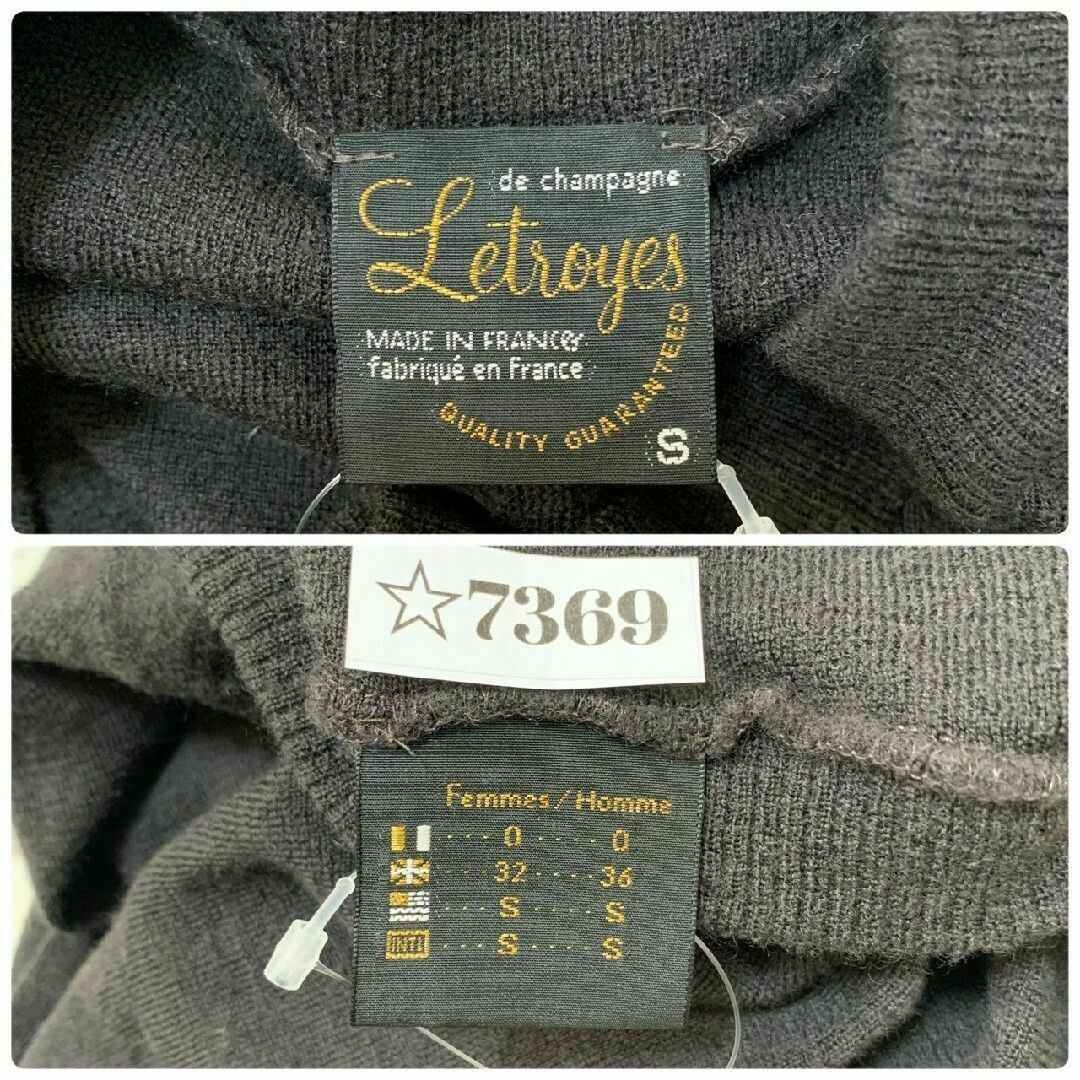 de champagne
Letroyes
MADE IN FRANCE
fabriqué en France
QUALITY GUARANTEED
S
☆7369
Femmes/Homme
0 0
32 36
S S
INTL S S